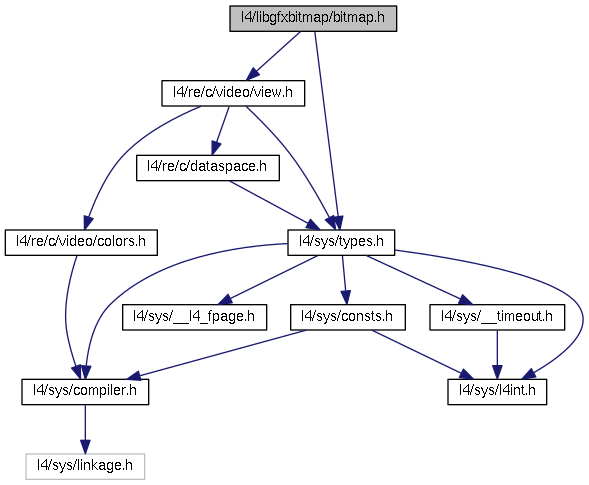 l4/libgfxbitmap/bitmap.h
l4/re/c/video/view.h
l4/re/c/dataspace.h
l4/re/c/video/colors.h
l4/sys/types.h
l4/sys/__l4_fpage.h
l4/sys/consts.h
l4/sys/__timeout.h
l4/sys/compiler.h
l4/sys/l4int.h
l4/sys/linkage.h